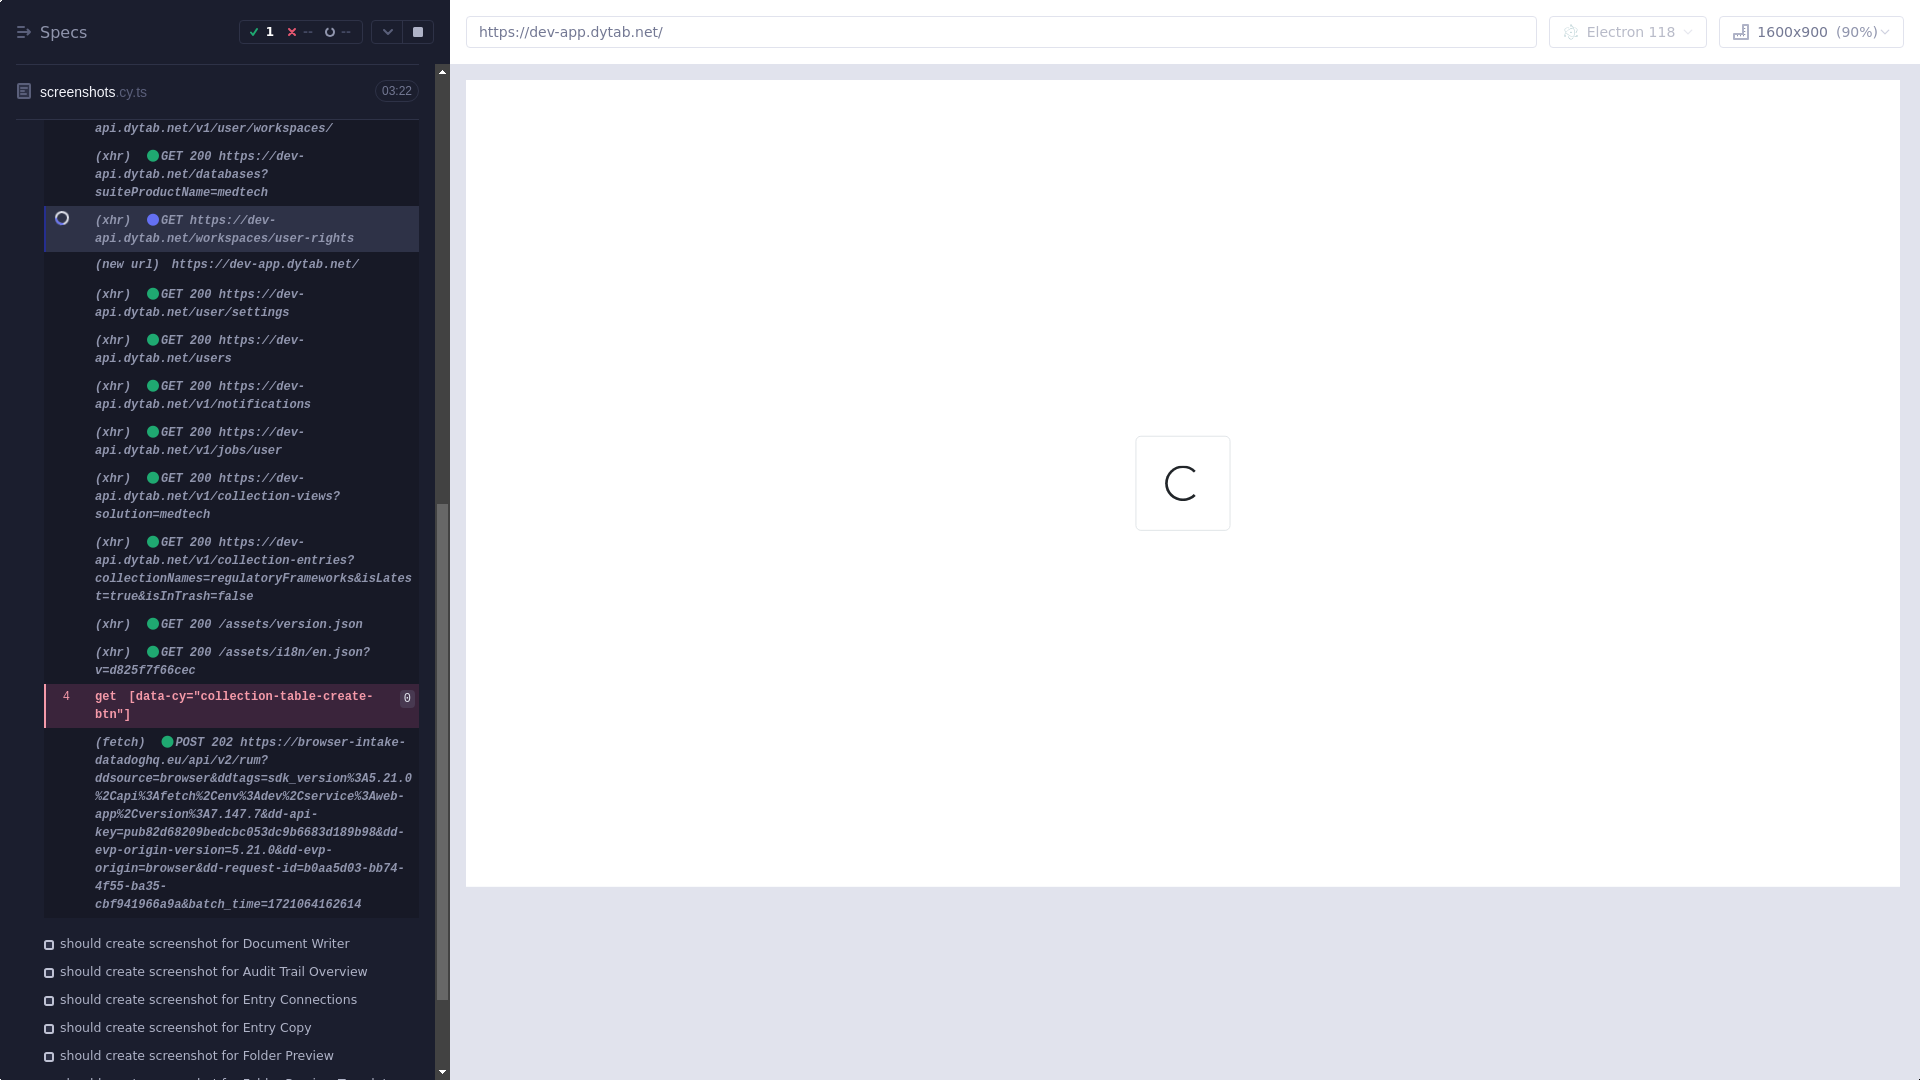 Specs
1
--
--
https://dev-app.dytab.net/
Electron 118
1600x900 (90%)
screenshots.cy.ts
03:22
api.dytab.net/v1/user/workspaces/
(xhr) GET 200 https://dev-
api.dytab.net/databases?
suiteProductName=medtech
(xhr) GET https://dev-
api.dytab.net/workspaces/user-rights
(new url) https://dev-app.dytab.net/
(xhr) GET 200 https://dev-
api.dytab.net/user/settings
(xhr) GET 200 https://dev-
api.dytab.net/users
(xhr) GET 200 https://dev-
api.dytab.net/v1/notifications
(xhr) GET 200 https://dev-
api.dytab.net/v1/jobs/user
(xhr) GET 200 https://dev-
api.dytab.net/v1/collection-views?
solution=medtech
(xhr) GET 200 https://dev-
api.dytab.net/v1/collection-entries?
collectionNames=regulatoryFrameworks&isLates
t=true&isInTrash=false
(xhr) GET 200 /assets/version.json
(xhr) GET 200 /assets/i18n/en.json?
v=d825f7f66cec
4 get [data-cy="collection-table-create- 0
btn"]
(fetch) POST 202 https://browser-intake-
datadoghq.eu/api/v2/rum?
ddsource=browser&ddtags=sdk_version%3A5.21.0
%2Capi%3Afetch%2Cenv%3Adev%2Cservice%3Aweb-
app%2Cversion%3A7.147.7&dd-api-
key=pub82d68209bedcbc053dc9b6683d189b98&dd-
evp-origin-version=5.21.0&dd-evp-
origin=browser&dd-request-id=b0aa5d03-bb74-
4f55-ba35-
cbf941966a9a&batch_time=1721064162614
should create screenshot for Document Writer
should create screenshot for Audit Trail Overview
should create screenshot for Entry Connections
should create screenshot for Entry Copy
should create screenshot for Folder Preview